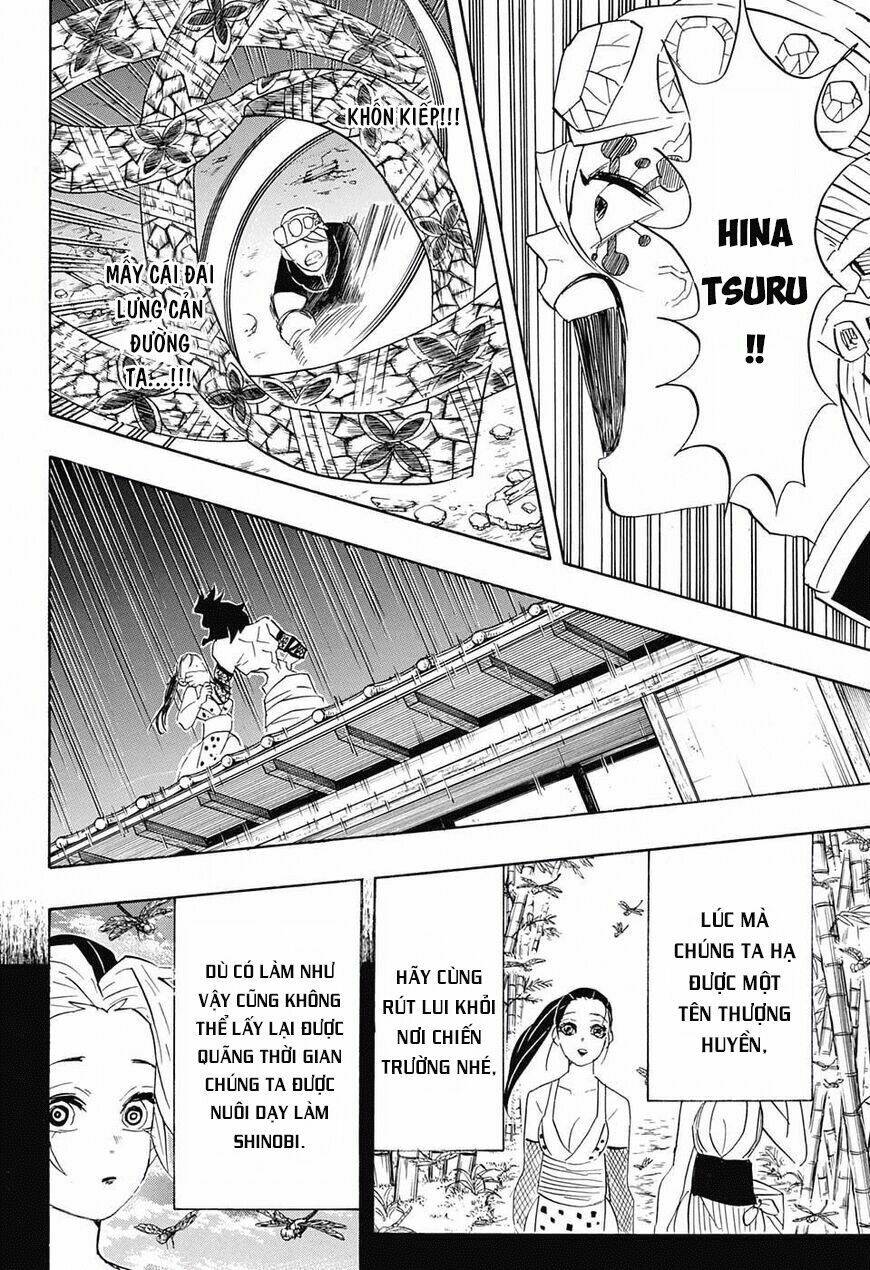 HINA
TSURU
!!
KHỐN KIẾP!!!
MẤY CÁI ĐAI
LƯNG CẢN
ĐƯỜNG
TA...!!!
LÚC MÀ
CHÚNG TA HẠ
ĐƯỢC MỘT
TÊN THƯỢNG
HUYỀN,
HÃY CÙNG
RÚT LUI KHỎI
NƠI CHIẾN
TRƯỜNG NHÉ,
DÙ CÓ LÀM NHƯ
VẬY CŨNG KHÔNG
THỂ LẤY LẠI ĐƯỢC
QUÃNG THỜI GIAN
CHÚNG TA ĐƯỢC
NUÔI DẠY LÀM
SHINOBI.